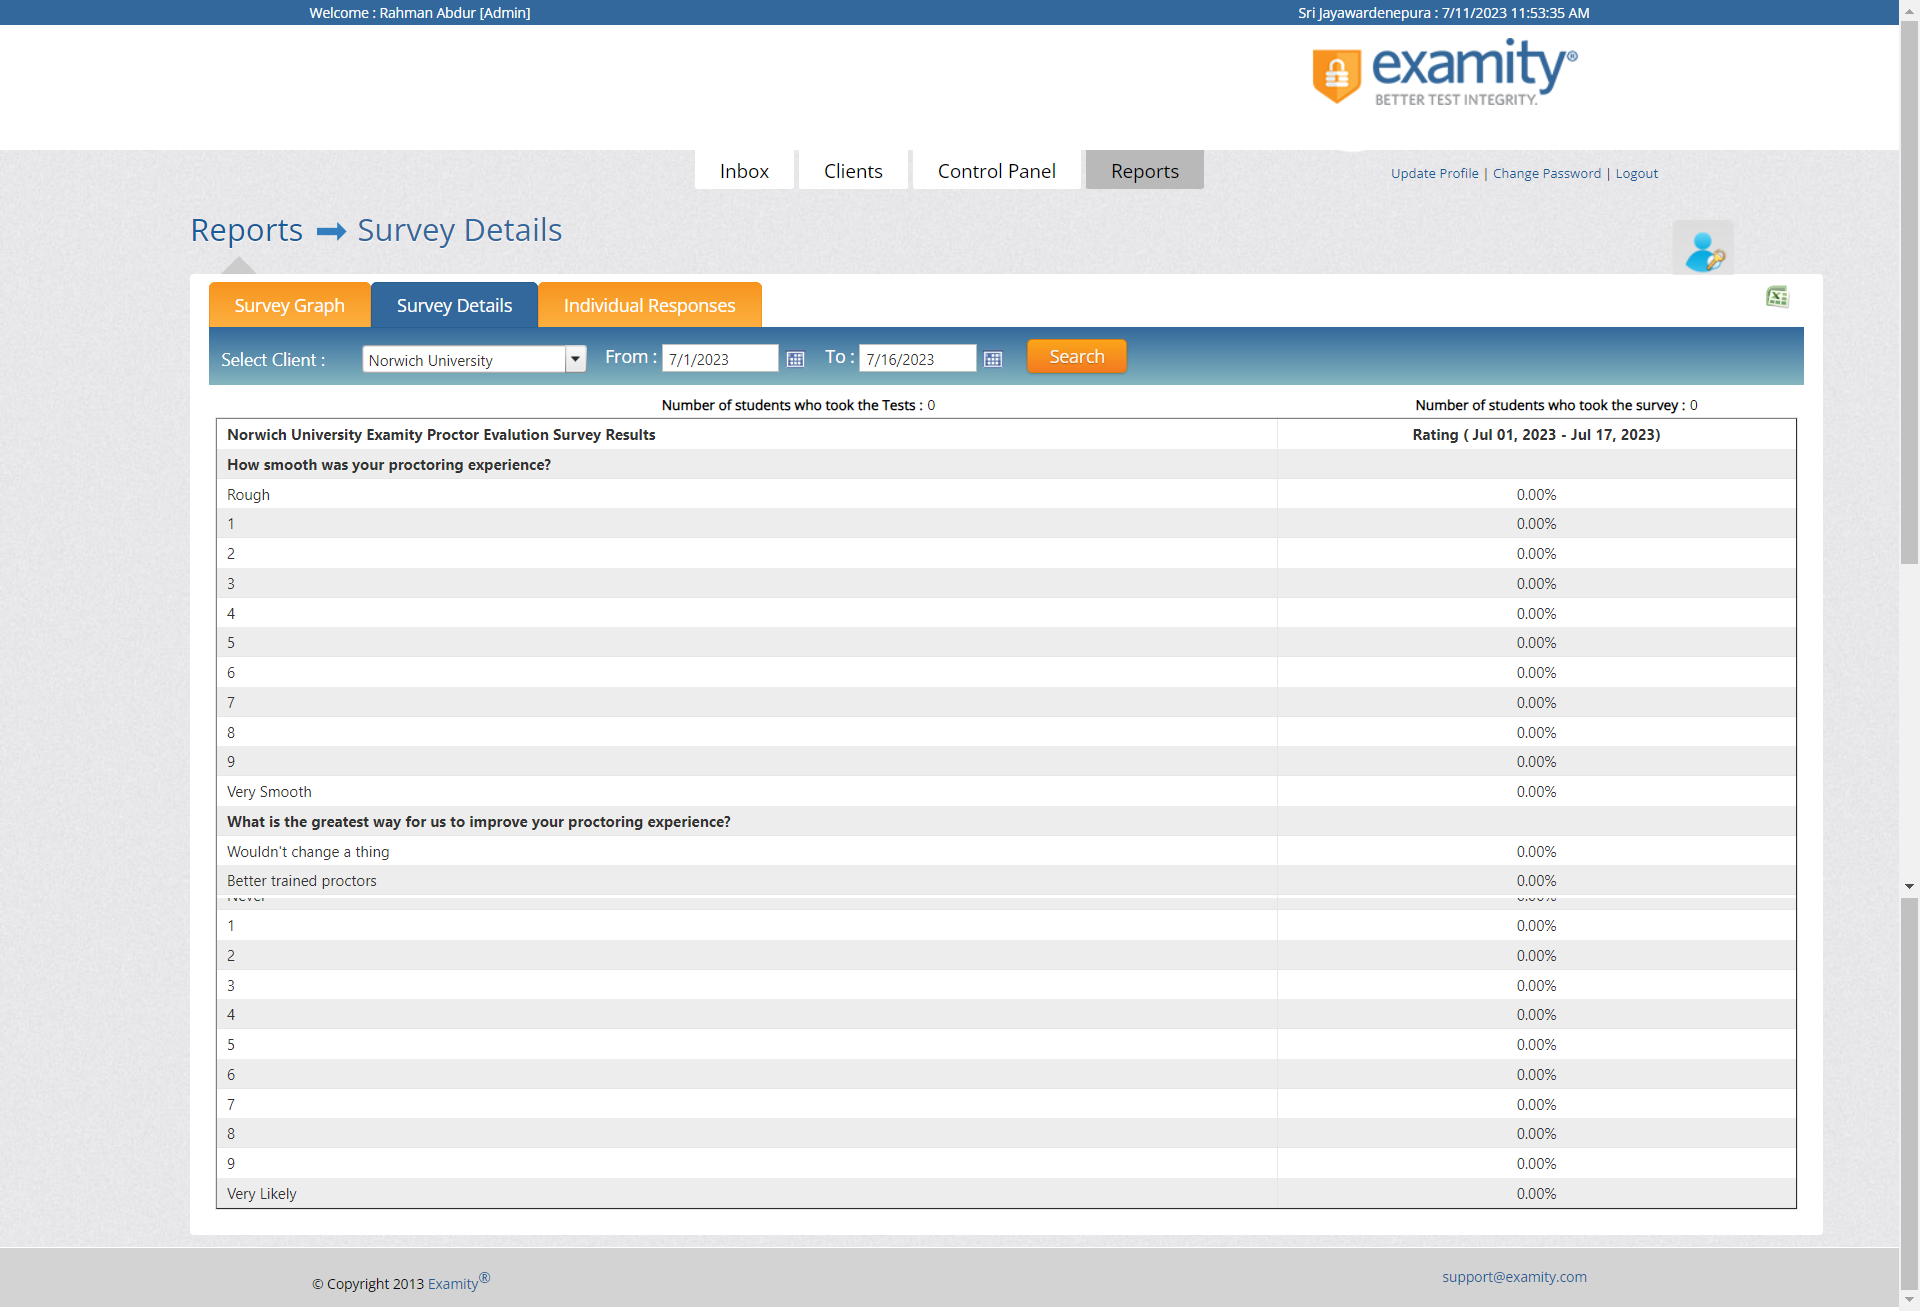 Welcome : Rahman Abdur [Admin]
Sri Jayawardenepura : 7/11/2023 11:53:35 AM
examity®
BETTER TEST INTEGRITY.
Inbox
Clients
Control Panel
Reports
Update Profile | Change Password | Logout
Reports Survey Details
Survey Graph
Survey Details
Individual Responses
Select Client :
Norwich University
From :
7/1/2023
To :
7/16/2023
Search
Number of students who took the Tests : 0
Number of students who took the survey : 0
Norwich University Examity Proctor Evalution Survey Results
Rating ( Jul 01, 2023 - Jul 17, 2023)
How smooth was your proctoring experience?
Rough 0.00%
1 0.00%
2 0.00%
3 0.00%
4 0.00%
5 0.00%
6 0.00%
7 0.00%
8 0.00%
9 0.00%
Very Smooth 0.00%
What is the greatest way for us to improve your proctoring experience?
Wouldn't change a thing 0.00%
Better trained proctors 0.00%
1 0.00%
2 0.00%
3 0.00%
4 0.00%
5 0.00%
6 0.00%
7 0.00%
8 0.00%
9 0.00%
Very Likely 0.00%
© Copyright 2013 Examity®
support@examity.com